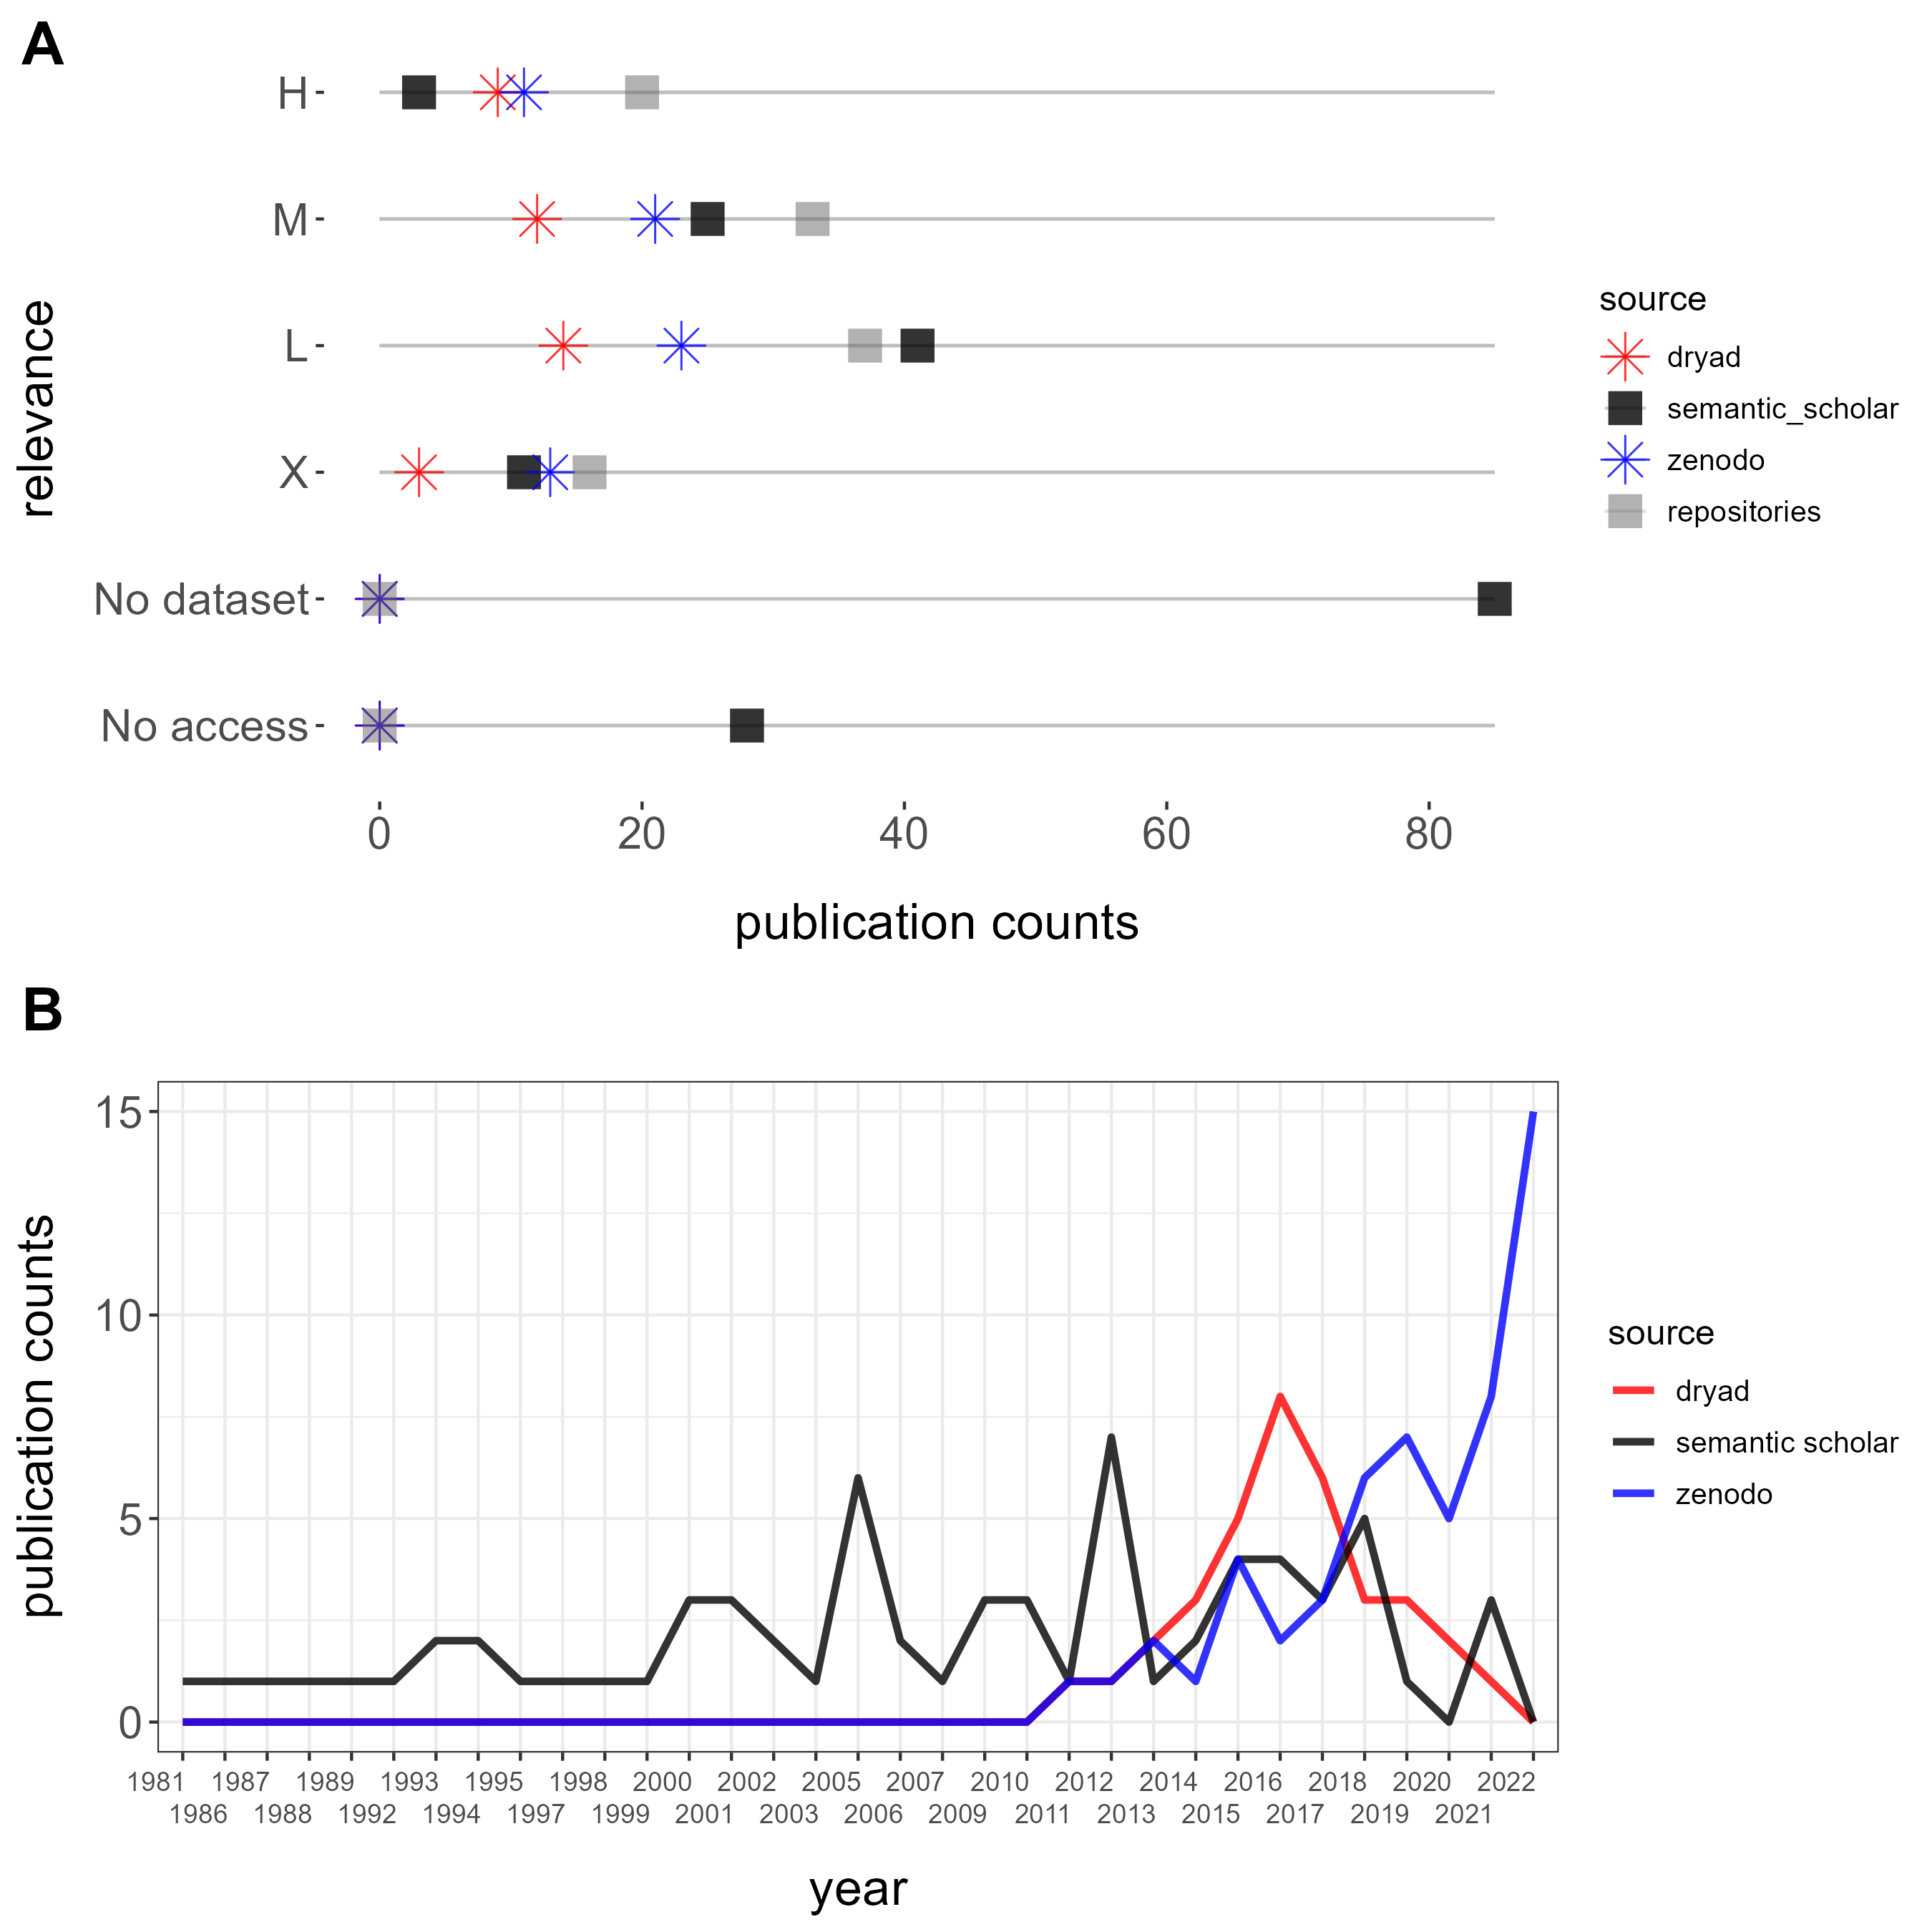 A
H
M
L
X
No dataset
No access
relevance
0 20 40 60 80
publication counts
source
dryad
semantic_scholar
zenodo
repositories
B
15
10
5
0
publication counts
1981 1987 1989 1993 1995 1998 2000 2002 2005 2007 2010 2012 2014 2016 2018 2020 2022
1986 1988 1992 1994 1997 1999 2001 2003 2006 2009 2011 2013 2015 2017 2019 2021
year
source
dryad
semantic scholar
zenodo